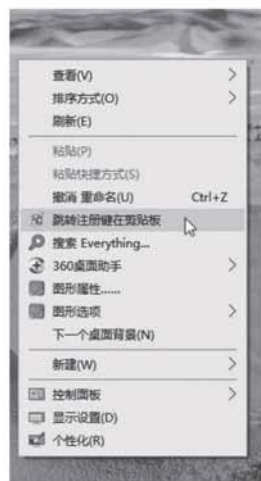 查看(V)
排序方式(O)
刷新(E)
粘贴(P)
粘贴快捷方式(S)
撤消 重命名(U) Ctrl+Z
跳转注册键在剪贴板
搜索 Everything...
360桌面助手
图形属性......
图形选项
下一个桌面背景(N)
新建(W)
控制面板
显示设置(D)
个性化(R)